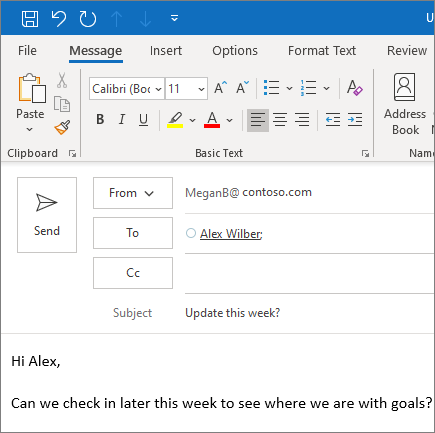 U
File Message Insert Options Format Text Review
Calibri (Boc 11 A A
Paste B I U A Address
Book
Clipboard Basic Text Names
From MeganB@ contoso.com
Send To Alex Wilber;
Cc
Subject Update this week?
Hi Alex,
Can we check in later this week to see where we are with goals?